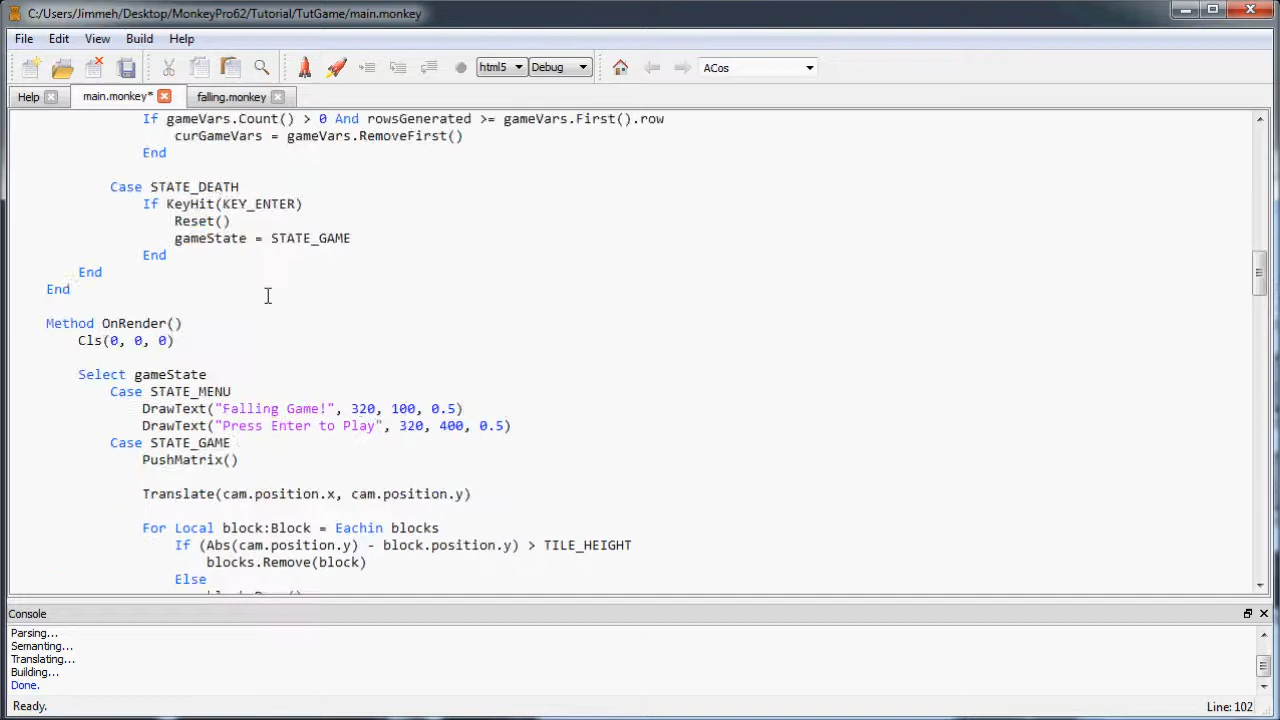 C:/Users/Jimmeh/Desktop/MonkeyPro62/Tutorial/TutGame/main.monkey
File Edit View Build Help
html5 Debug ACos
Help main.monkey* falling.monkey
If gameVars.Count() > 0 And rowsGenerated >= gameVars.First().row
curGameVars = gameVars.RemoveFirst()
End
Case STATE_DEATH
If KeyHit(KEY_ENTER)
Reset()
gameState = STATE_GAME
End
End
End
Method OnRender()
Cls(0, 0, 0)
Select gameState
Case STATE_MENU
DrawText("Falling Game!", 320, 100, 0.5)
DrawText("Press Enter to Play", 320, 400, 0.5)
Case STATE_GAME
PushMatrix()
Translate(cam.position.x, cam.position.y)
For Local block:Block = Eachin blocks
If (Abs(cam.position.y) - block.position.y) > TILE_HEIGHT
blocks.Remove(block)
Else
Console
Parsing...
Semanting...
Translating...
Building...
Done.
Ready. Line:102